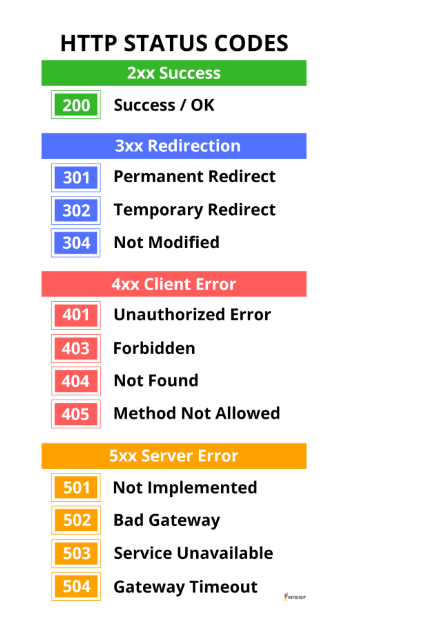 HTTP STATUS CODES
2xx Success
200 Success / OK
3xx Redirection
301 Permanent Redirect
302 Temporary Redirect
304 Not Modified
4xx Client Error
401 Unauthorized Error
403 Forbidden
404 Not Found
405 Method Not Allowed
5xx Server Error
501 Not Implemented
502 Bad Gateway
503 Service Unavailable
504 Gateway Timeout